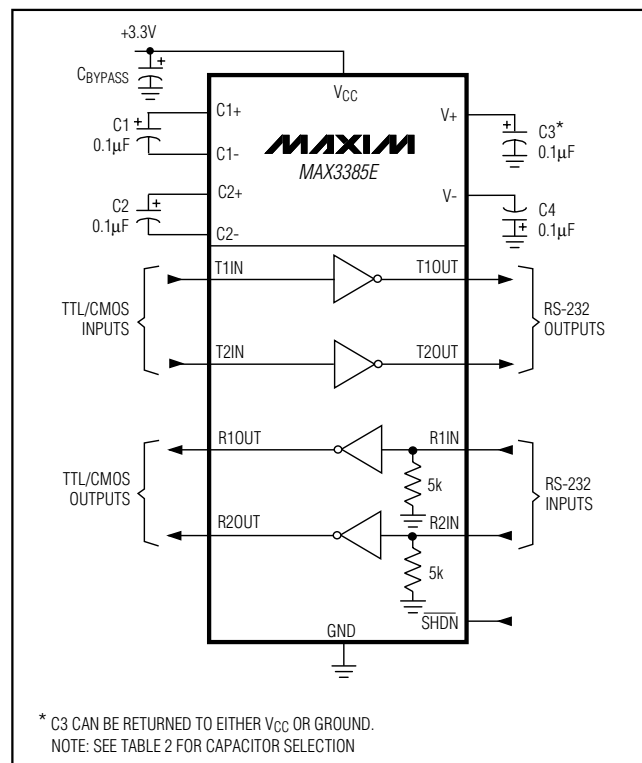 +3.3V
CBYPASS
+
VCC
C1
0.1µF
+
C1+
C1-
C2
0.1µF
+
C2+
C2-
MAXIM
MAX3385E
V+
+
C3*
0.1µF
V-
C4
+
0.1µF
TTL/CMOS
INPUTS
T1IN
T1OUT
T2IN
T2OUT
RS-232
OUTPUTS
TTL/CMOS
OUTPUTS
R1OUT
R1IN
5k
R2OUT
R2IN
5k
RS-232
INPUTS
SHDN
GND
* C3 CAN BE RETURNED TO EITHER VCC OR GROUND.
NOTE: SEE TABLE 2 FOR CAPACITOR SELECTION